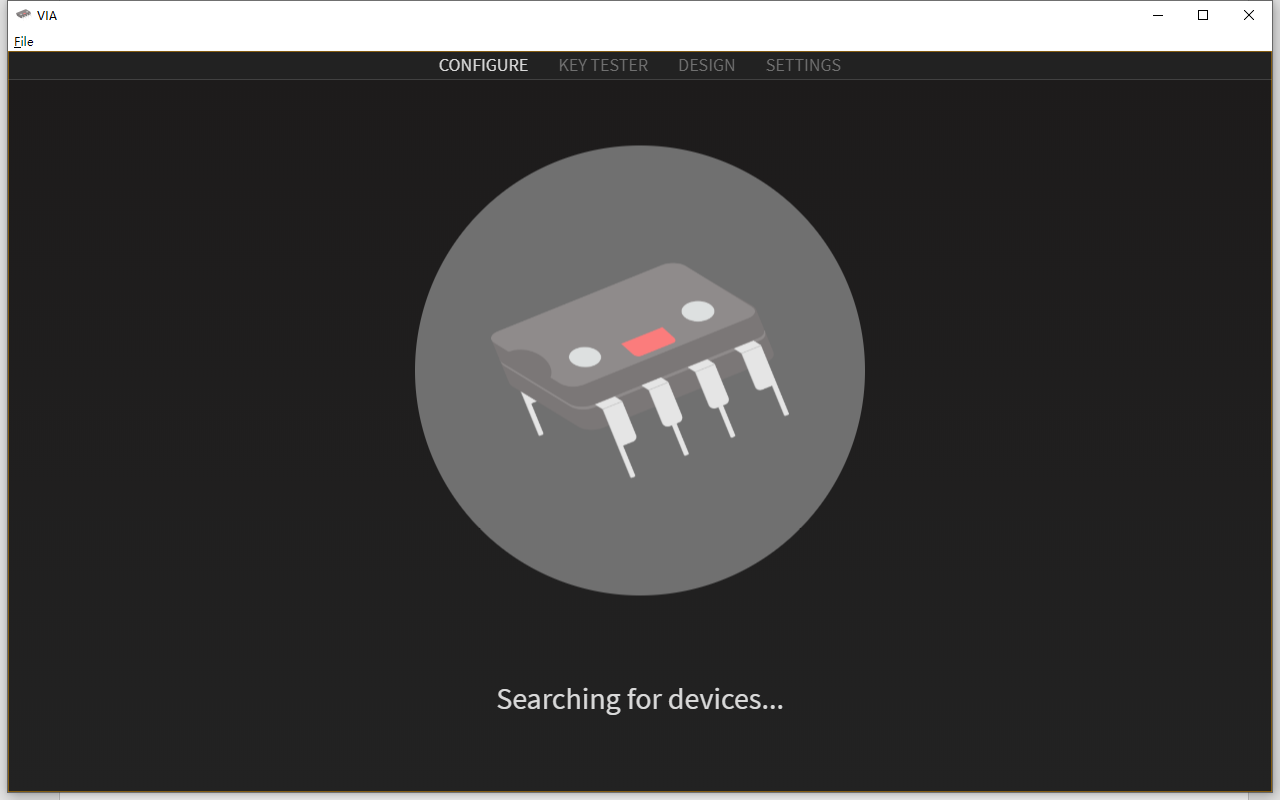 VIA
File
CONFIGURE KEY TESTER DESIGN SETTINGS
Searching for devices...